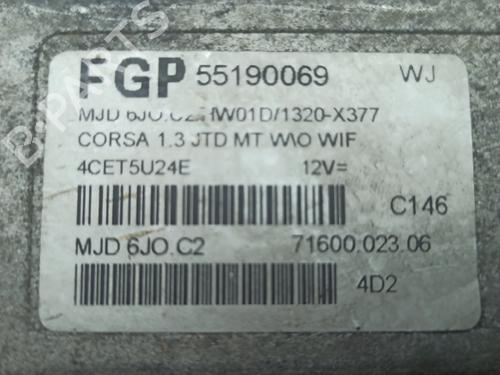 FGP 55190069 WJ
MJD 6JO.C2 HW01D/1320-X377
CORSA 1.3 JTD MT W\O WIF
4CET5U24E 12V=
C146
MJD 6JO.C2 71600.023.06
4D2
B-PARTS